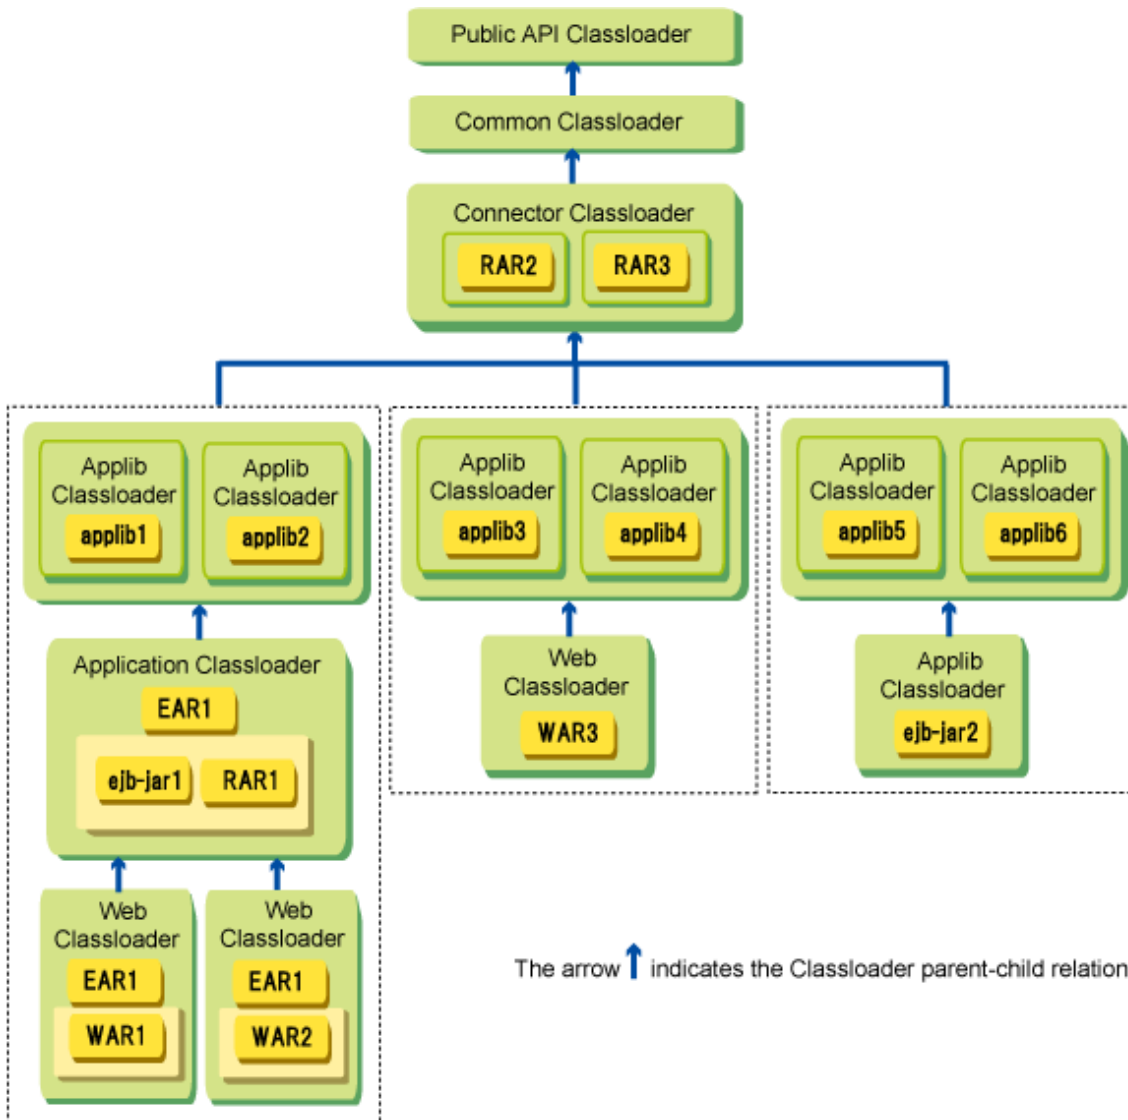 Public API Classloader
Common Classloader
Connector Classloader
RAR2
RAR3
Applib
Classloader
applib1
Applib
Classloader
applib2
Application Classloader
EAR1
ejb-jar1
RAR1
Web
Classloader
EAR1
WAR1
Web
Classloader
EAR1
WAR2
Applib
Classloader
applib3
Applib
Classloader
applib4
Web
Classloader
WAR3
Applib
Classloader
applib5
Applib
Classloader
applib6
Applib
Classloader
ejb-jar2
The arrow indicates the Classloader parent-child relation